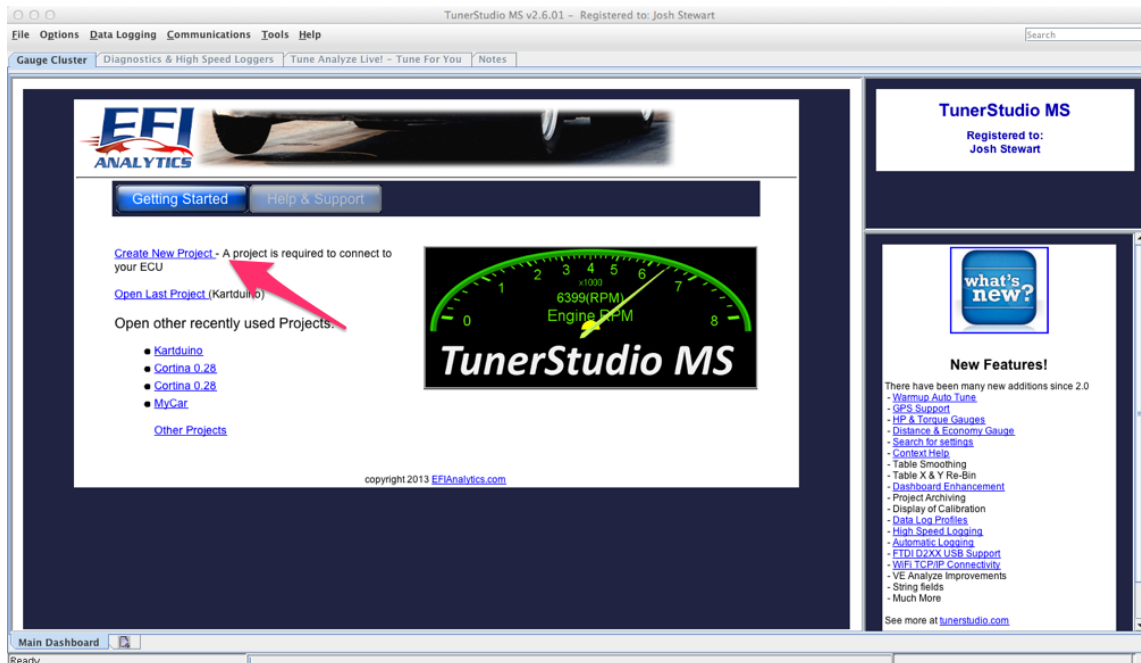 TunerStudio MS v2.6.01 – Registered to: Josh Stewart
File Options Data Logging Communications Tools Help
Search
Gauge Cluster Diagnostics & High Speed Loggers Tune Analyze Live! – Tune For You Notes
EFI
ANALYTICS
Getting Started Help & Support
Create New Project - A project is required to connect to
your ECU
Open Last Project (Kartduino)
Open other recently used Projects:
Kartduino
Cortina 0.28
Cortina 0.28
MyCar
Other Projects
0 1 2 3 4 5 6 7 8
x1000
6399(RPM)
Engine RPM
TunerStudio MS
copyright 2013 EFIAnalytics.com
TunerStudio MS
Registered to:
Josh Stewart
what's
new?
New Features!
There have been many new additions since 2.0
- Warmup Auto Tune
- GPS Support
- HP & Torque Gauges
- Distance & Economy Gauge
- Search for settings
- Context Help
- Table Smoothing
- Table X & Y Re-Bin
- Dashboard Enhancement
- Project Archiving
- Display of Calibration
- Data Log Profiles
- High Speed Logging
- Automatic Logging
- FTDI D2XX USB Support
- WiFi TCP/IP Connectivity
- VE Analyze Improvements
- String fields
- Much More
See more at tunerstudio.com
Main Dashboard
Ready